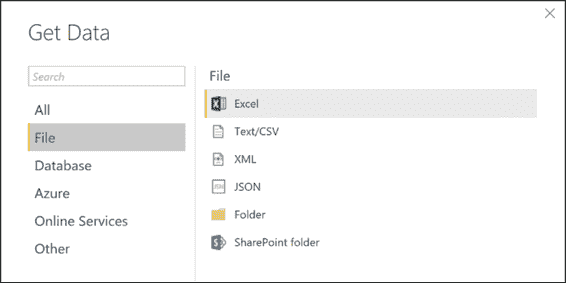 Get Data
Search
All
File
Database
Azure
Online Services
Other
File
Excel
Text/CSV
XML
JSON
Folder
SharePoint folder